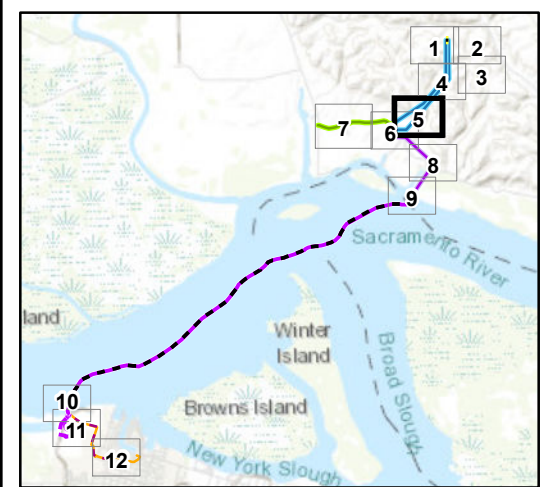 1
2
3
4
5
6
7
8
9
Sacramento River
land
Winter
Island
Broad Slough
Browns Island
10
11
12
New York Slough